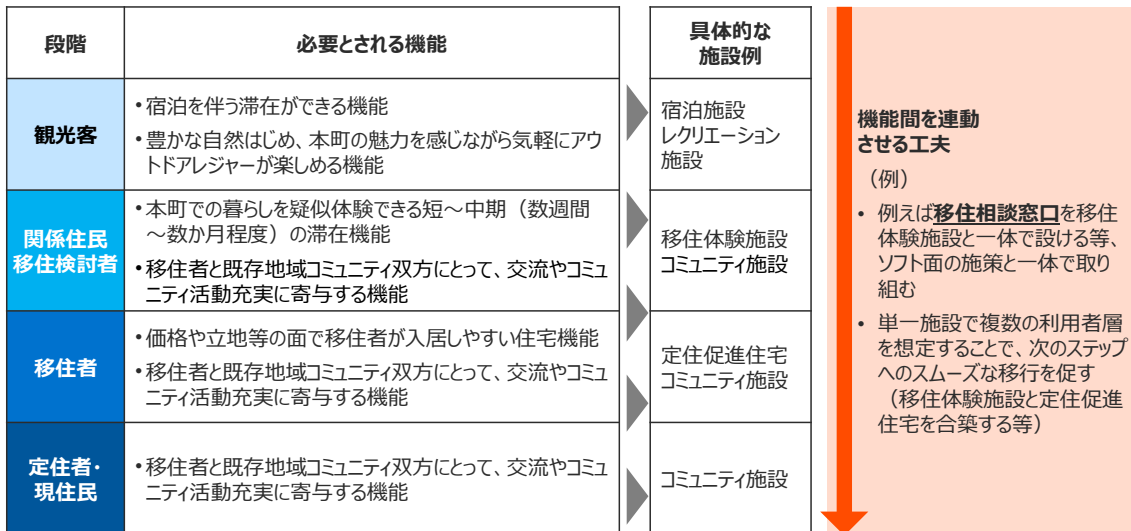 段階
必要とされる機能
具体的な
施設例
観光客
•宿泊を伴う滞在ができる機能
•豊かな自然はじめ、本町の魅力を感じながら気軽にアウ
トドアレジャーが楽しめる機能
宿泊施設
レクリエーション
施設
関係住民
移住検討者
•本町での暮らしを疑似体験できる短～中期（数週間
～数か月程度）の滞在機能
•移住者と既存地域コミュニティ双方にとって、交流やコミュ
ニティ活動充実に寄与する機能
移住体験施設
コミュニティ施設
移住者
•価格や立地等の面で移住者が入居しやすい住宅機能
•移住者と既存地域コミュニティ双方にとって、交流やコミュ
ニティ活動充実に寄与する機能
定住促進住宅
コミュニティ施設
定住者・
現住民
•移住者と既存地域コミュニティ双方にとって、交流やコミュ
ニティ活動充実に寄与する機能
コミュニティ施設
機能間を連動
させる工夫
（例）
• 例えば移住相談窓口を移住
体験施設と一体で設ける等、
ソフト面の施策と一体で取り
組む
• 単一施設で複数の利用者層
を想定することで、次のステップ
へのスムーズな移行を促す
（移住体験施設と定住促進
住宅を合築する等）